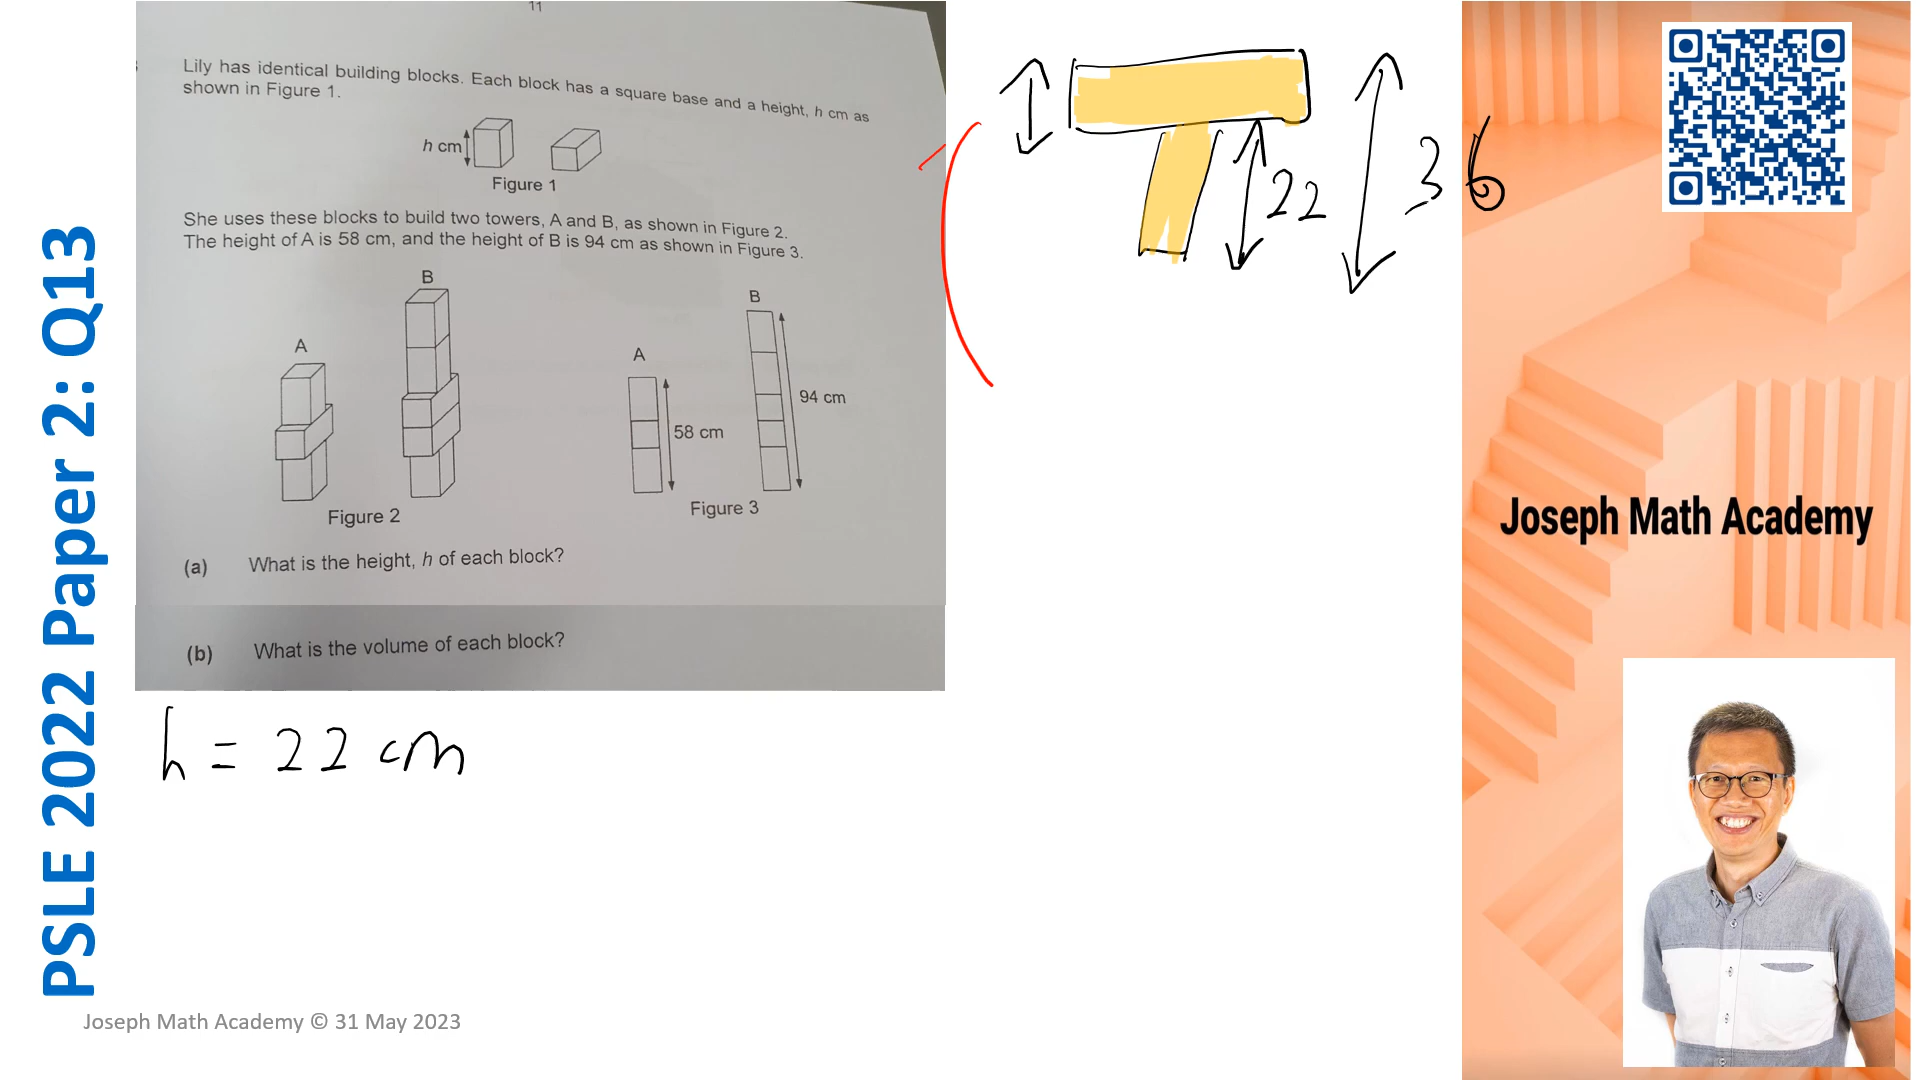 PSLE 2022 Paper 2: Q13
11
Lily has identical building blocks. Each block has a square base and a height, h cm as
shown in Figure 1.
h cm
Figure 1
She uses these blocks to build two towers, A and B, as shown in Figure 2.
The height of A is 58 cm, and the height of B is 94 cm as shown in Figure 3.
B
A
Figure 2
B
A
94 cm
58 cm
Figure 3
(a) What is the height, h of each block?
(b) What is the volume of each block?
22
36
h = 22 cm
Joseph Math Academy
Joseph Math Academy © 31 May 2023